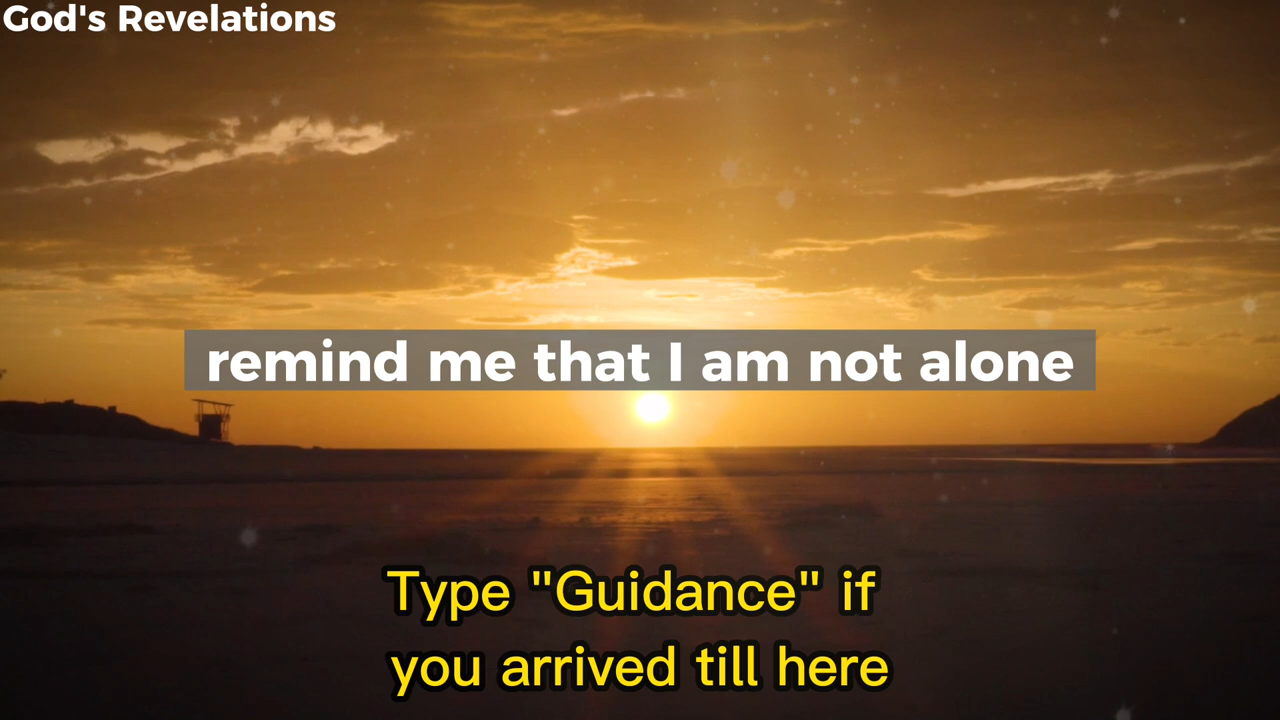 God's Revelations
remind me that I am not alone
Type "Guidance" if
you arrived till here